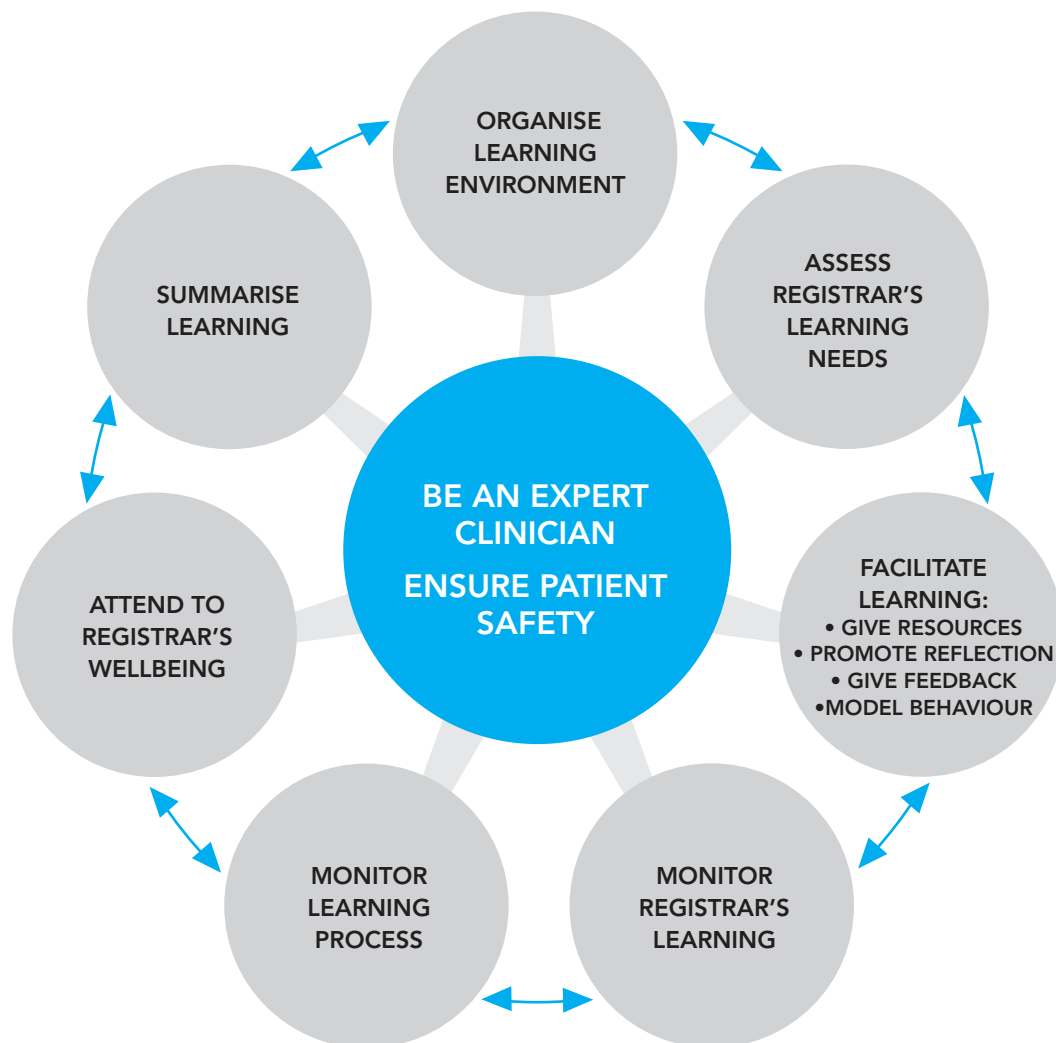 ORGANISE
LEARNING
ENVIRONMENT
ASSESS
REGISTRAR'S
LEARNING
NEEDS
FACILITATE
LEARNING:
• GIVE RESOURCES
• PROMOTE REFLECTION
• GIVE FEEDBACK
•MODEL BEHAVIOUR
MONITOR
REGISTRAR'S
LEARNING
MONITOR
LEARNING
PROCESS
ATTEND TO
REGISTRAR'S
WELLBEING
SUMMARISE
LEARNING
BE AN EXPERT
CLINICIAN
ENSURE PATIENT
SAFETY